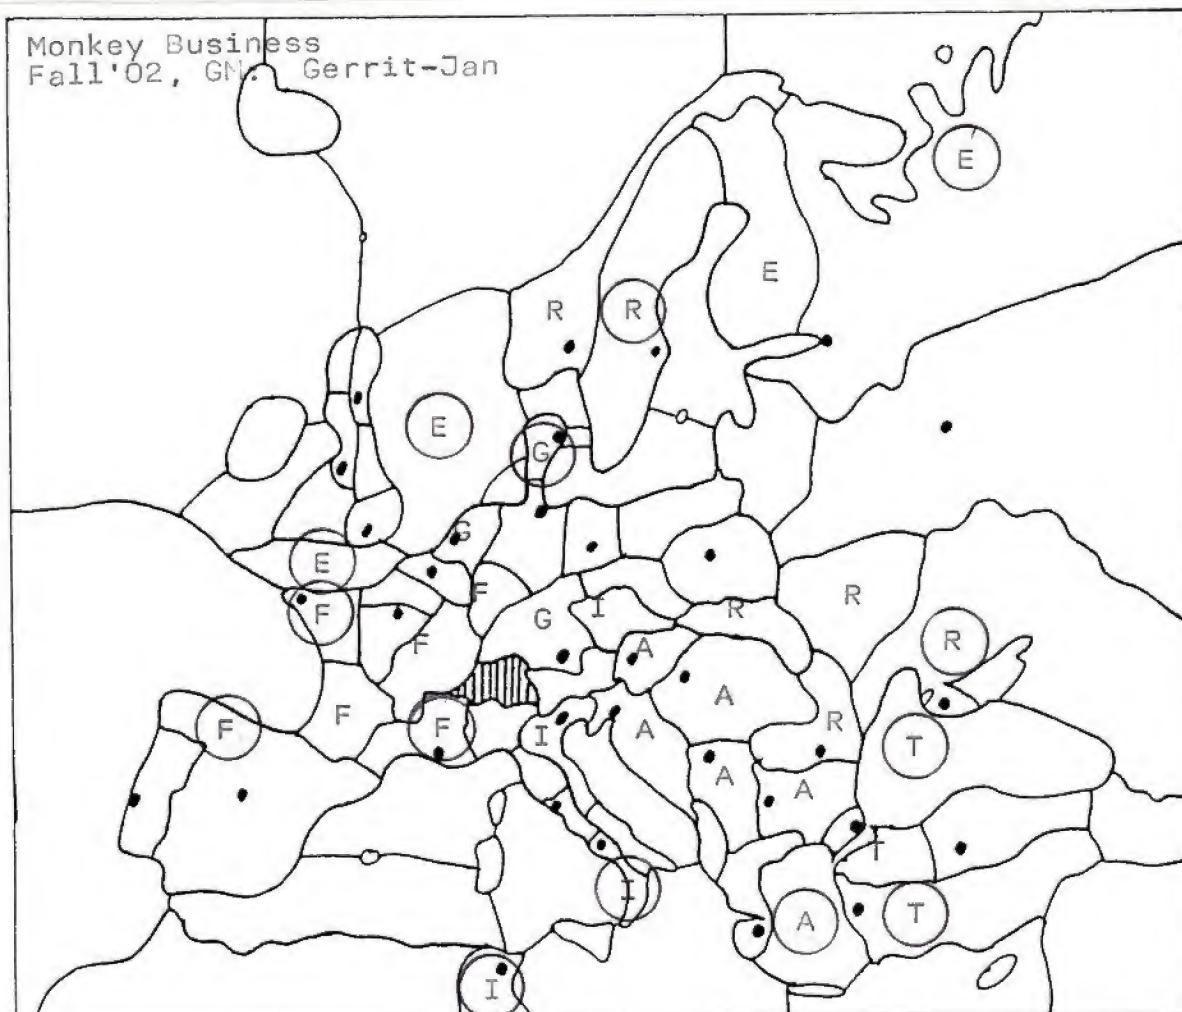 Monkey Business
Fall'02, GM: Gerrit-Jan
E
R R E
E
G
G
E
F F R
F G I R R
F A
F F F I A A R T
A A
T
I A T
I